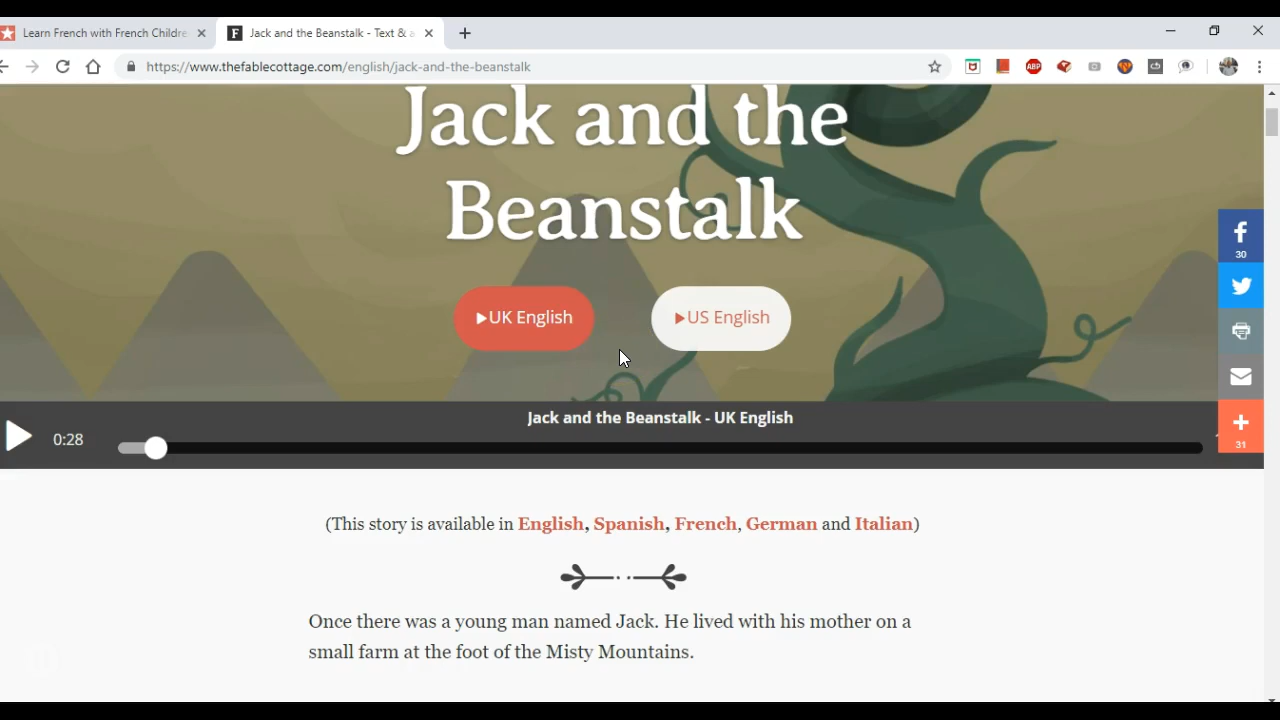 Learn French with French Childre
Jack and the Beanstalk - Text & a
https://www.thefablecottage.com/english/jack-and-the-beanstalk
ABP
Jack and the
Beanstalk
UK English
US English
30
31
Jack and the Beanstalk - UK English
0:28
(This story is available in English, Spanish, French, German and Italian)
Once there was a young man named Jack. He lived with his mother on a
small farm at the foot of the Misty Mountains.